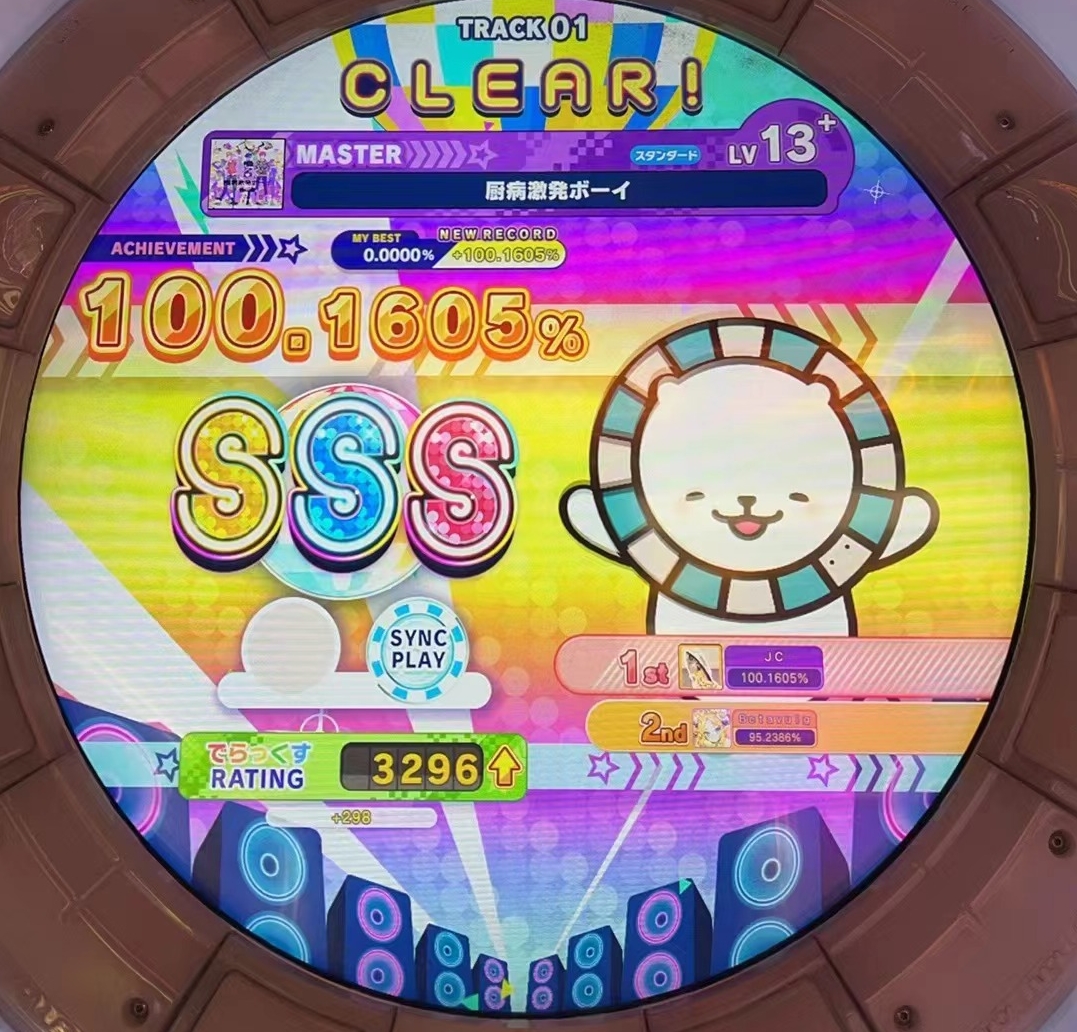 TRACK 01
CLEAR!
MASTER スタンダード LV 13+
厨病激発ボーイ
ACHIEVEMENT
MY BEST NEW RECORD
0.0000% +100.1605%
100.1605%
SSS
SYNC
PLAY
1st JC
100.1605%
2nd
95.2386%
でらっくす
RATING 3296
+298